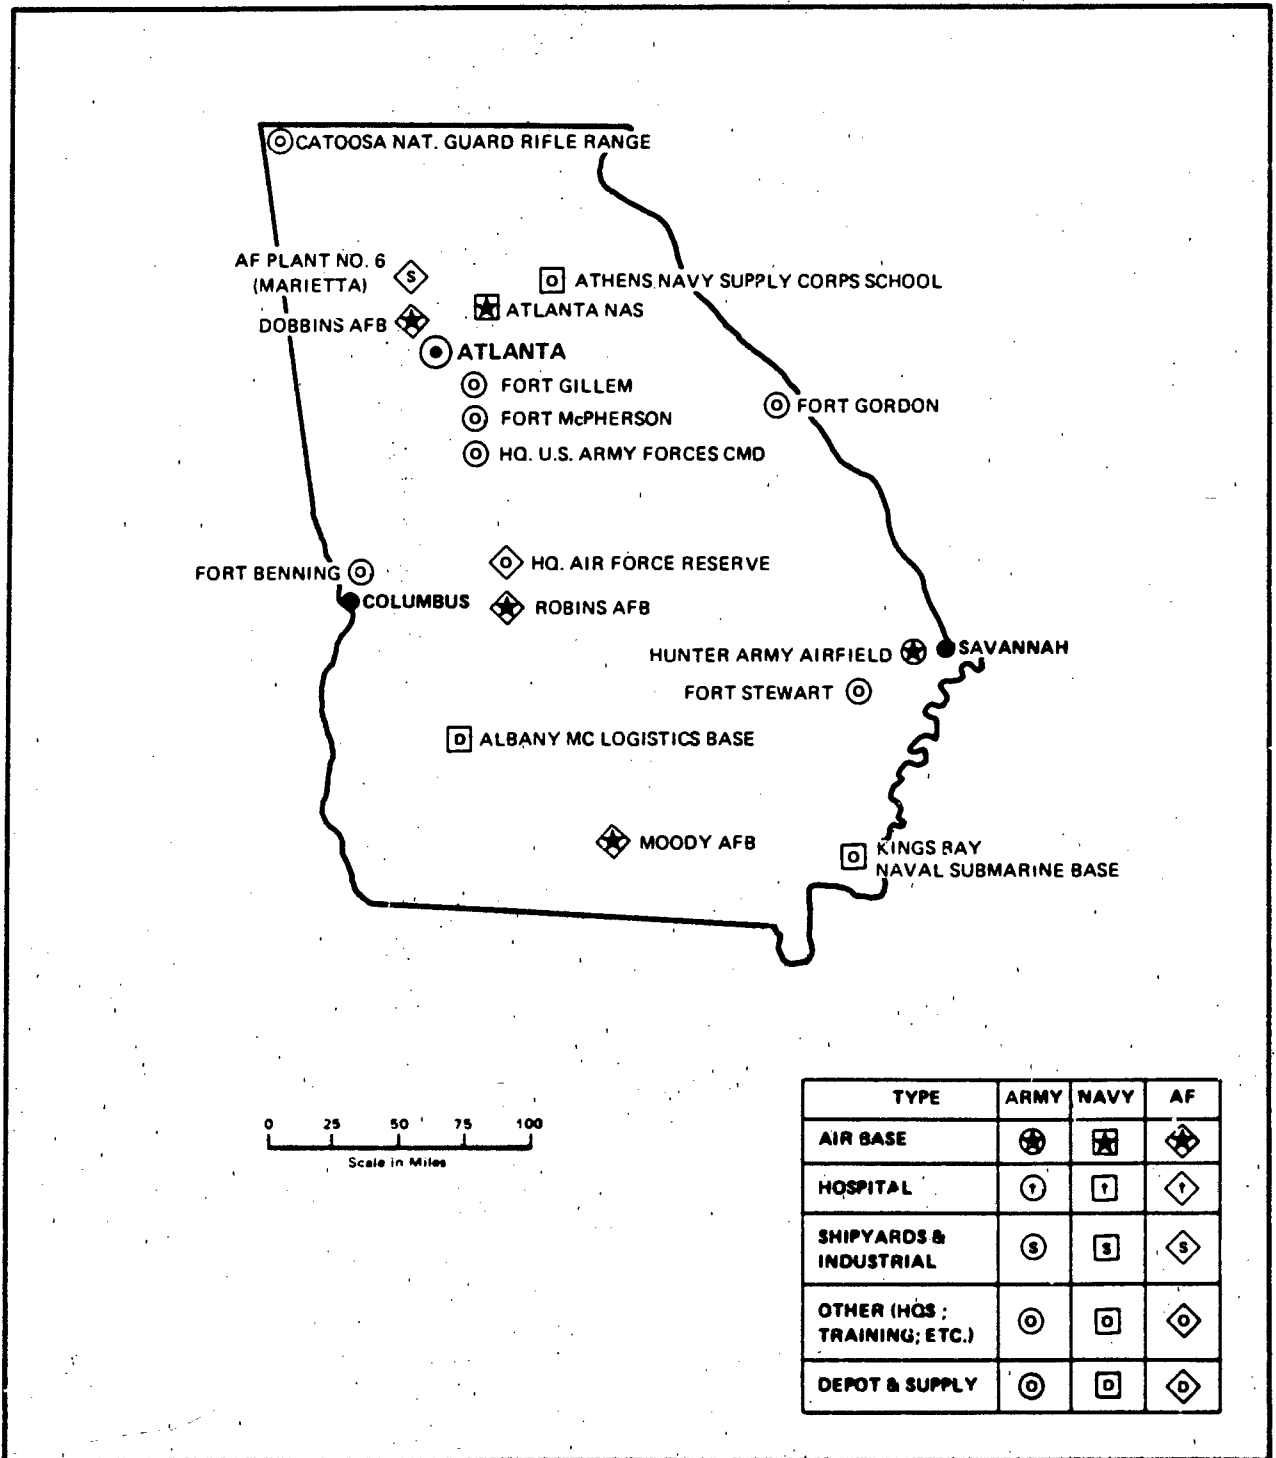 CATOOSA NAT. GUARD RIFLE RANGE
AF PLANT NO. 6
(MARIETTA)
S
O
ATHENS NAVY SUPPLY CORPS SCHOOL
ATLANTA NAS
DOBBINS AFB
ATLANTA
FORT GILLEM
FORT McPHERSON
HQ. U.S. ARMY FORCES CMD
FORT GORDON
HQ. AIR FORCE RESERVE
FORT BENNING
COLUMBUS
ROBINS AFB
HUNTER ARMY AIRFIELD
SAVANNAH
FORT STEWART
D
ALBANY MC LOGISTICS BASE
MOODY AFB
O
KINGS BAY
NAVAL SUBMARINE BASE
0 25 50 75 100
Scale in Miles
TYPE ARMY NAVY AF
AIR BASE
HOSPITAL
SHIPYARDS &
INDUSTRIAL
S S S
OTHER (HQS;
TRAINING; ETC.)
O O O
DEPOT & SUPPLY D D D